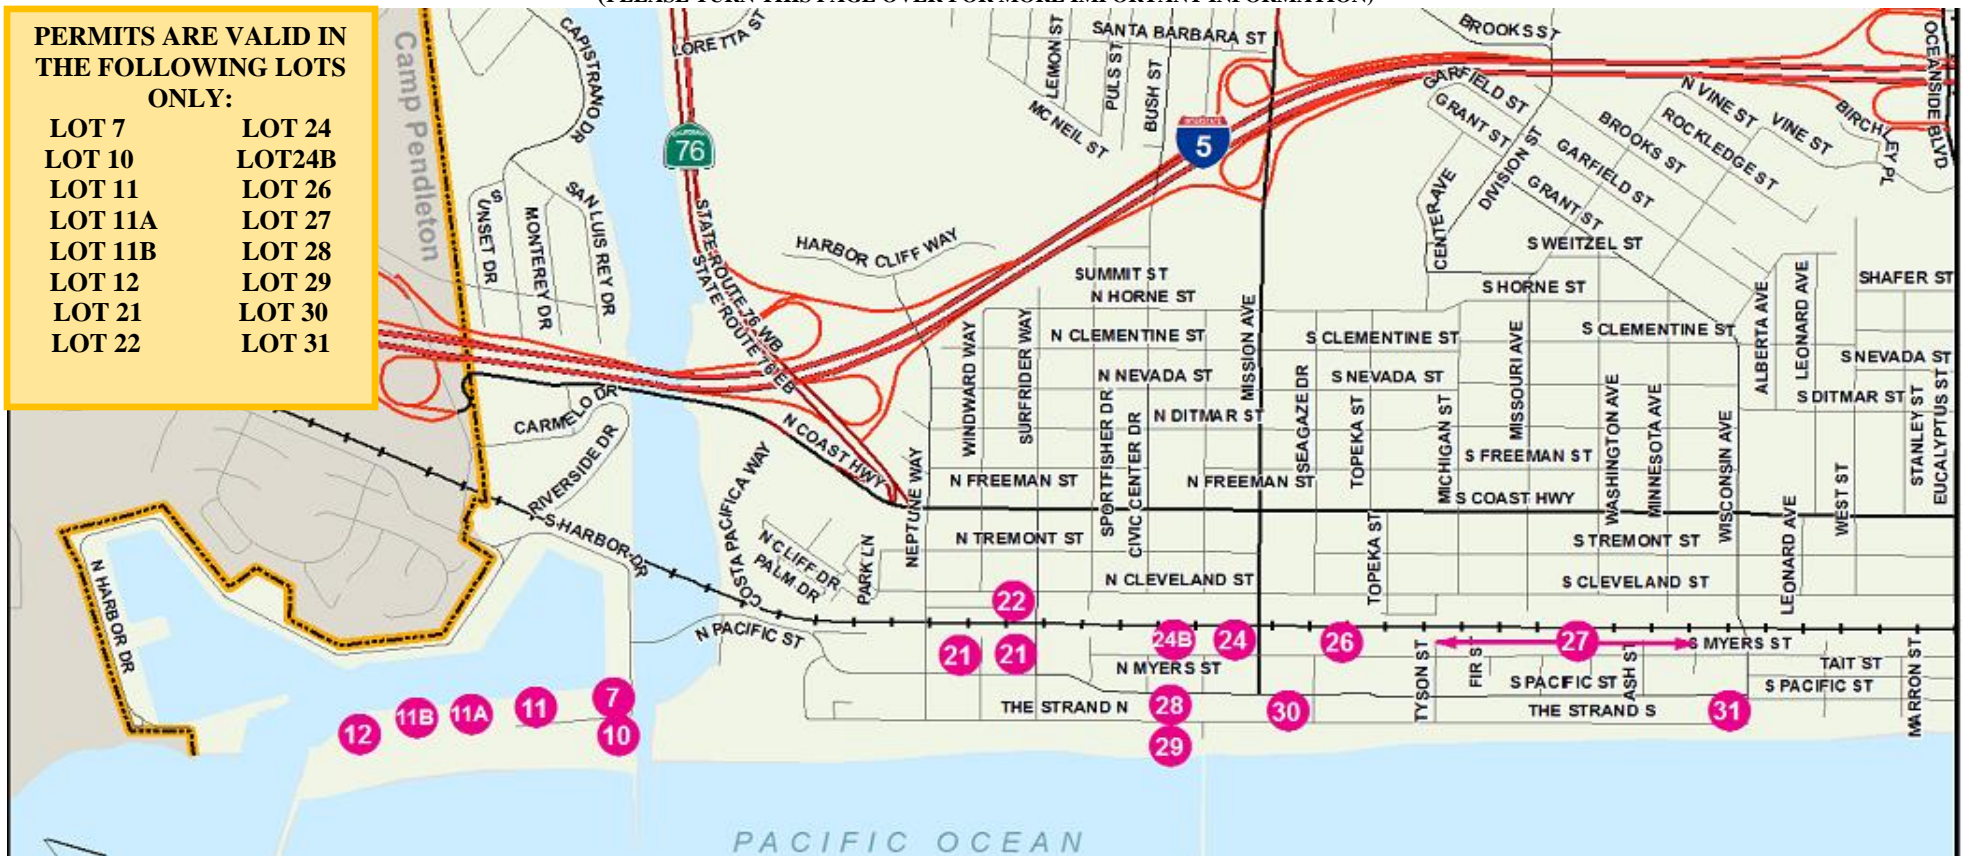 (PLEASE TURN THIS PAGE OVER FOR MORE IMPORTANT INFORMATION)
PERMITS ARE VALID IN
THE FOLLOWING LOTS
ONLY:
LOT 7 LOT 24
LOT 10 LOT24B
LOT 11 LOT 26
LOT 11A LOT 27
LOT 11B LOT 28
LOT 12 LOT 29
LOT 21 LOT 30
LOT 22 LOT 31
Camp Pendleton
CAPISTRANO DR
LORETTA ST
SUNSET DR
MONTEREY DR
SAN LUIS REY DR
76
STATE ROUTE 76 WB
STATE ROUTE 76 EB
HARBOR CLIFF WAY
LEMON ST
SANTA BARBARA ST
PULS ST
BUSH ST
MC NEIL ST
5
BROOKS ST
GARFIELD ST
GRANT ST
CENTER AVE
DIVISION ST
BROOKS ST
GARFIELD ST
GRANT ST
N VINE ST
ROCKLEDGE ST
VINE ST
BIRCHLEY PL
OCEANSIDE BLVD
S WEITZEL ST
SUMMIT ST
N HORNE ST
S HORNE ST
SHAFER ST
N CLEMENTINE ST
S CLEMENTINE ST
S CLEMENTINE ST
N NEVADA ST
S NEVADA ST
S NEVADA ST
N DITMAR ST
S DITMAR ST
WINDWARD WAY
SURFRIDER WAY
SPORTFISHER DR
CIVIC CENTER DR
MISSION AVE
SEAGAZE DR
TOPEKA ST
MICHIGAN ST
MISSOURI AVE
WASHINGTON AVE
MINNESOTA AVE
WISCONSIN AVE
ALBERTA AVE
LEONARD AVE
WEST ST
STANLEY ST
EUCALYPTUS ST
N FREEMAN ST
N FREEMAN ST
S FREEMAN ST
CARMELO DR
RIVERSIDE DR
N COAST HWY
S COAST HWY
NEPTUNE WAY
S HARBOR DR
N HARBOR DR
COSTA PACIFICA WAY
N CLIFF DR
PALM DR
PARK LN
N TREMONT ST
S TREMONT ST
N CLEVELAND ST
S CLEVELAND ST
TOPEKA ST
LEONARD AVE
N PACIFIC ST
22
21
21
24B
24
26
27
S MYERS ST
N MYERS ST
TYSON ST
FIR ST
ASH ST
TAIT ST
S PACIFIC ST
S PACIFIC ST
MARRON ST
THE STRAND N
THE STRAND S
12
11B
11A
11
7
10
28
29
30
31
PACIFIC OCEAN